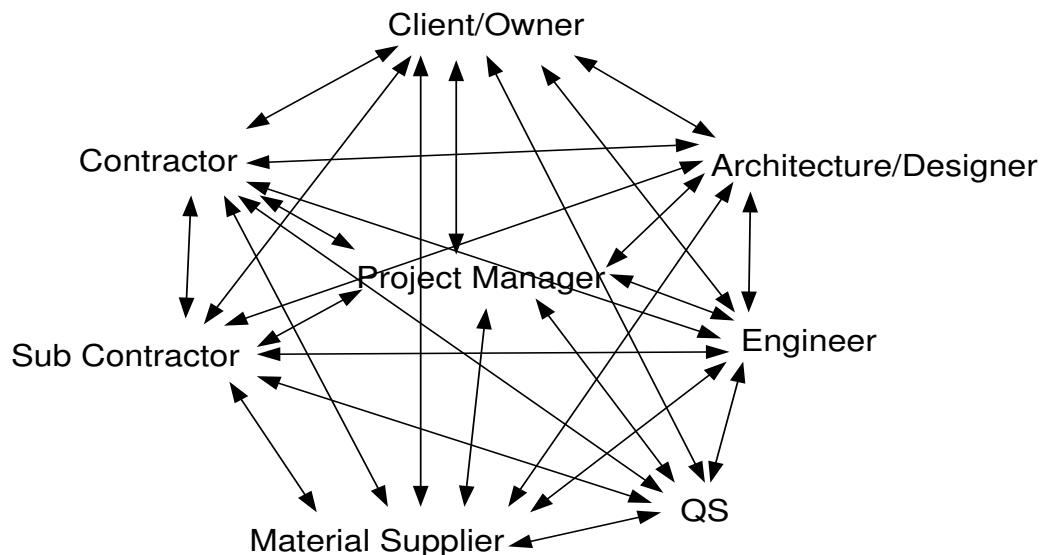 Client/Owner
Contractor
Architecture/Designer
Project Manager
Engineer
Sub Contractor
QS
Material Supplier